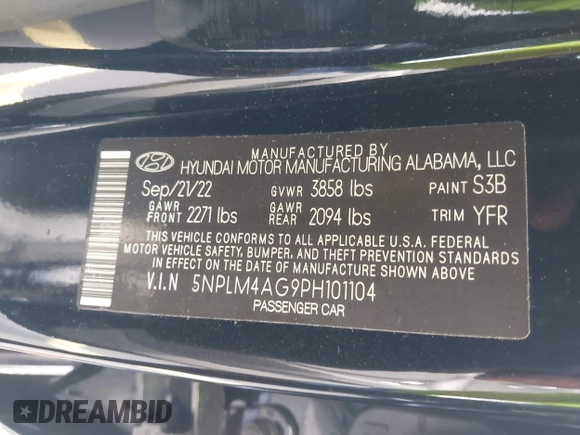 MANUFACTURED BY
HYUNDAI MOTOR MANUFACTURING ALABAMA, LLC
Sep/21/22 GVWR 3858 lbs PAINT S3B
GAWR FRONT 2271 lbs GAWR REAR 2094 lbs TRIM YFR
THIS VEHICLE CONFORMS TO ALL APPLICABLE U.S.A. FEDERAL
MOTOR VEHICLE SAFETY, BUMPER, AND THEFT PREVENTION STANDARDS
IN EFFECT ON THE DATE OF MANUFACTURE SHOWN ABOVE
V.I.N 5NPLM4AG9PH101104
PASSENGER CAR
DREAMBID